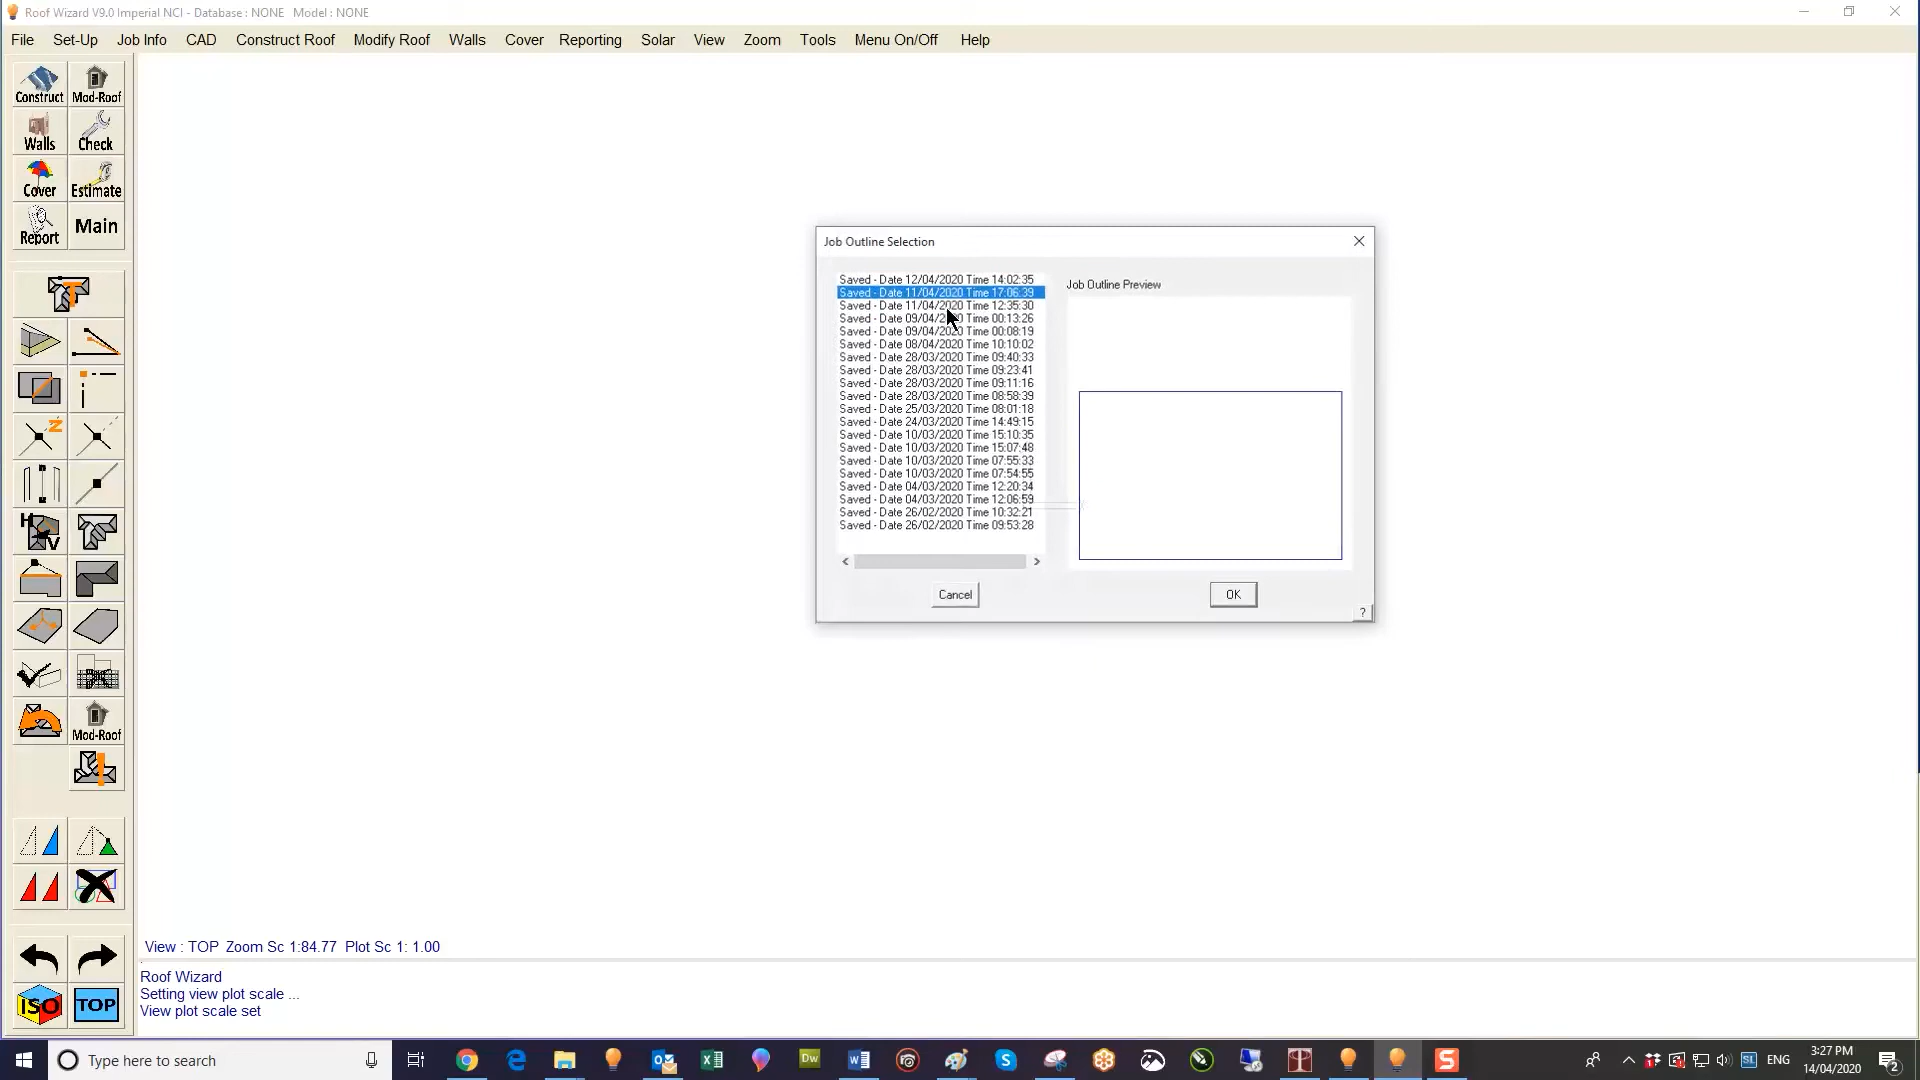 Roof Wizard V9.0 Imperial NCI - Database : NONE Model : NONE
File Set-Up Job Info CAD Construct Roof Modify Roof Walls Cover Reporting Solar View Zoom Tools Menu On/Off Help
Construct Mod-Roof
Walls Check
Cover Estimate
Report Main
Z
H
V
Mod-Roof
ISO TOP
Job Outline Selection
Saved - Date 12/04/2020 Time 14:02:35
Saved - Date 11/04/2020 Time 17:06:39
Saved - Date 11/04/2020 Time 12:35:30
Saved - Date 09/04/2020 Time 00:13:26
Saved - Date 09/04/2020 Time 00:08:19
Saved - Date 08/04/2020 Time 10:10:02
Saved - Date 28/03/2020 Time 09:40:33
Saved - Date 28/03/2020 Time 09:23:41
Saved - Date 28/03/2020 Time 09:11:16
Saved - Date 28/03/2020 Time 08:58:39
Saved - Date 25/03/2020 Time 08:01:18
Saved - Date 24/03/2020 Time 14:49:15
Saved - Date 10/03/2020 Time 15:10:35
Saved - Date 10/03/2020 Time 15:07:48
Saved - Date 10/03/2020 Time 07:55:33
Saved - Date 10/03/2020 Time 07:54:55
Saved - Date 04/03/2020 Time 12:20:34
Saved - Date 04/03/2020 Time 12:06:59
Saved - Date 26/02/2020 Time 10:32:21
Saved - Date 26/02/2020 Time 09:53:28
Job Outline Preview
Cancel OK
?
View : TOP Zoom Sc 1:84.77 Plot Sc 1: 1.00
Roof Wizard
Setting view plot scale ...
View plot scale set
Type here to search
Dw
ENG
3:27 PM
14/04/2020
2